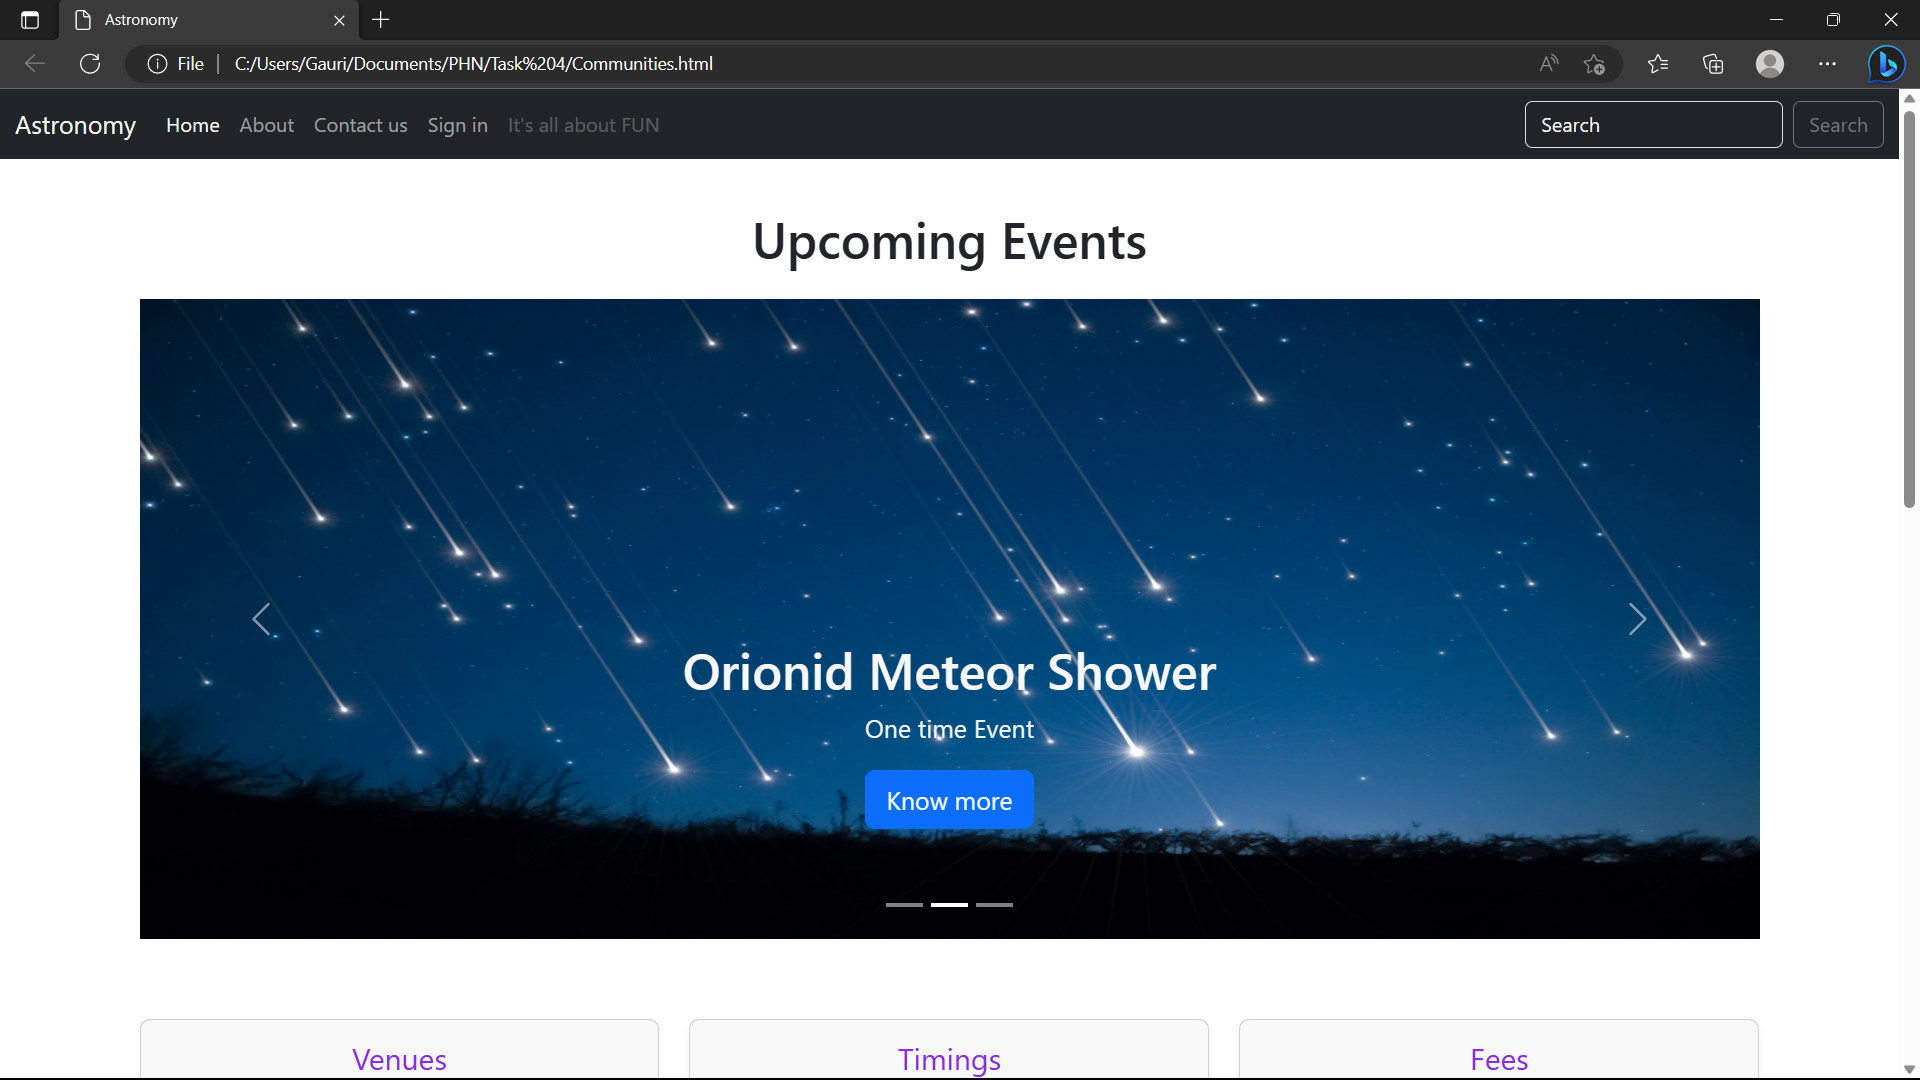 Astronomy
File
C:/Users/Gauri/Documents/PHN/Task%204/Communities.html
Astronomy Home About Contact us Sign in It's all about FUN Search Search
Upcoming Events
Orionid Meteor Shower
One time Event
Know more
Venues Timings Fees